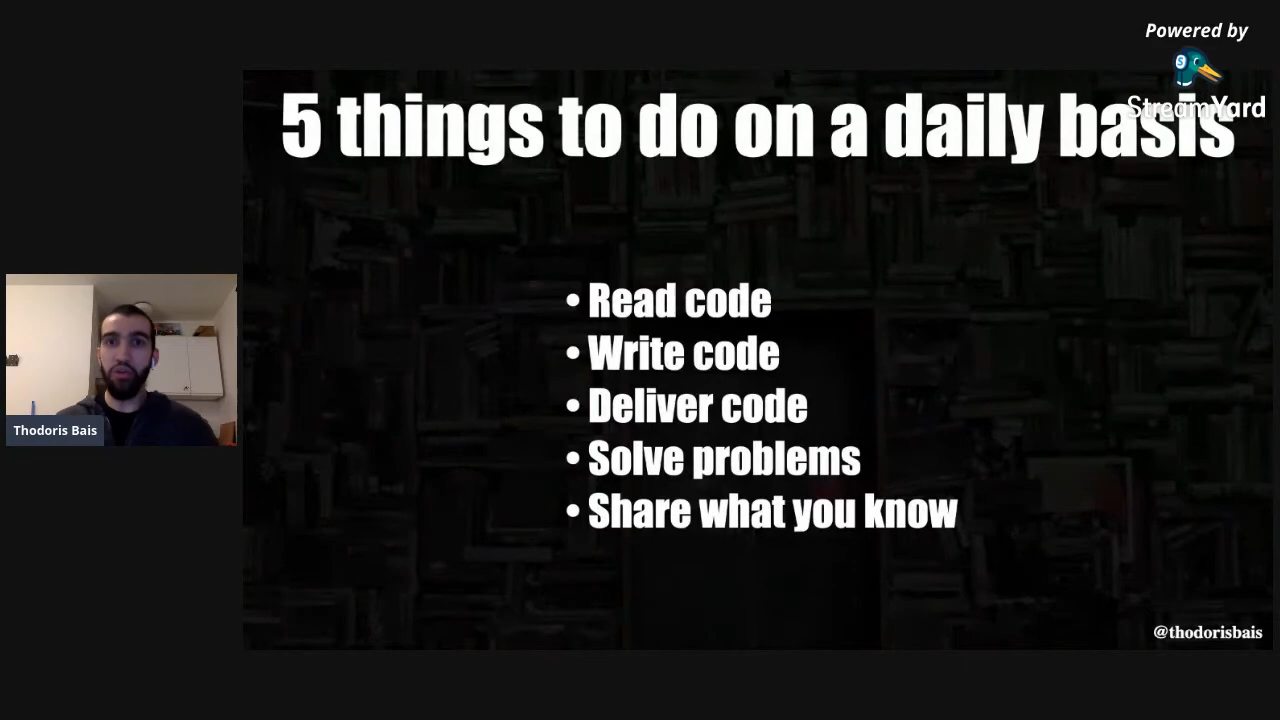 Powered by
StreamYard
5 things to do on a daily basis
• Read code
• Write code
• Deliver code
• Solve problems
• Share what you know
Thodoris Bais
@thodorisbais